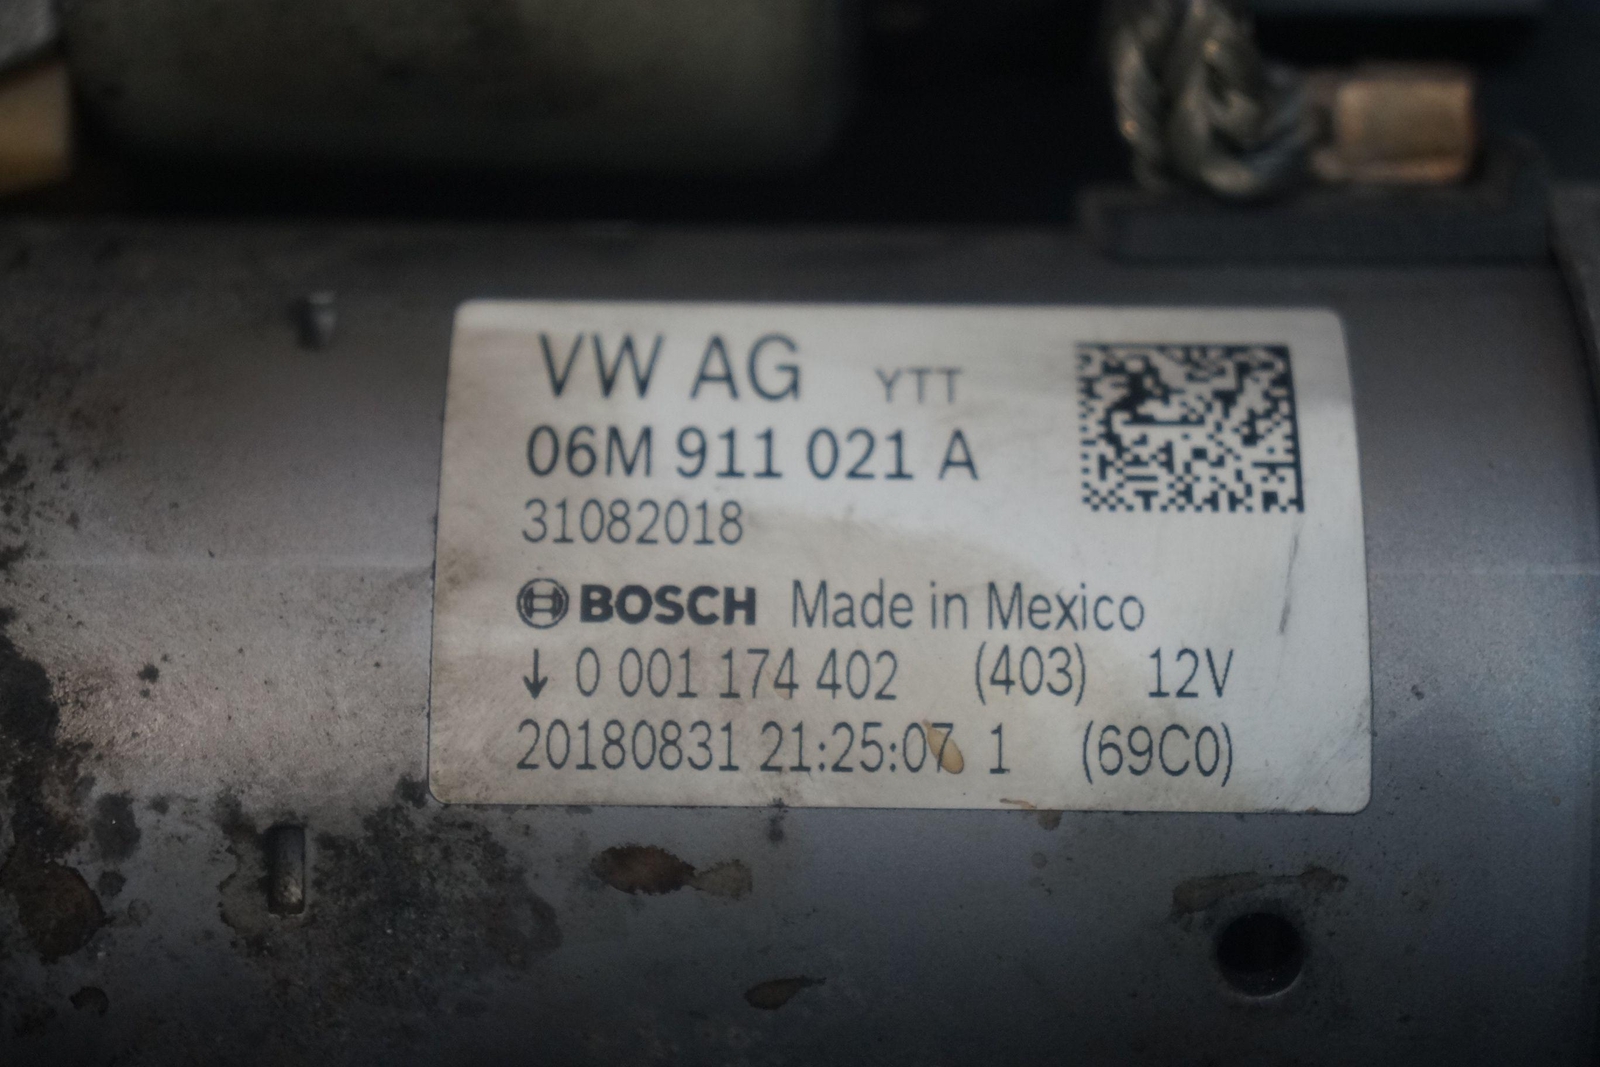 VW AG YTT
06M 911 021 A
31082018
BOSCH Made in Mexico
↓ 0 001 174 402 (403) 12V
20180831 21:25:07 1 (69C0)